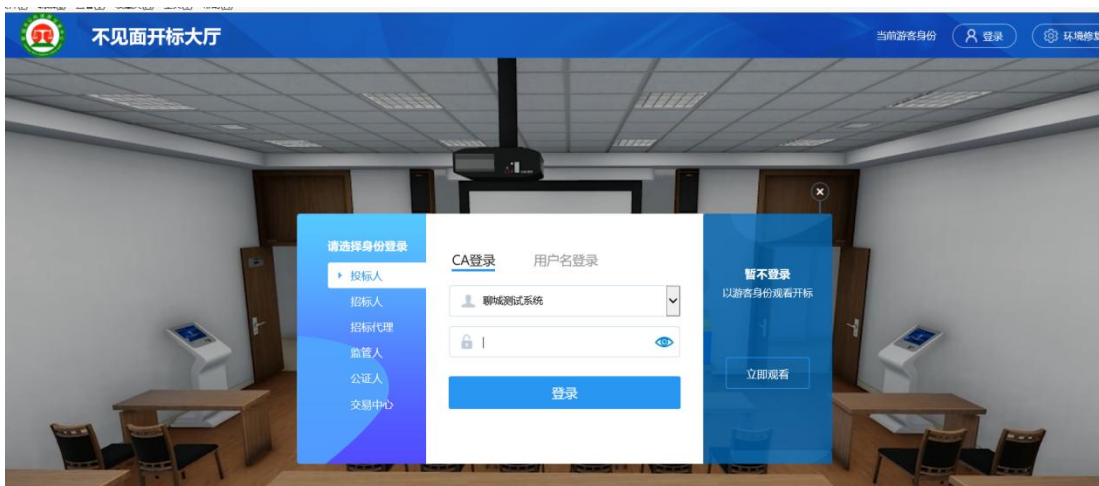 不见面开标大厅
当前游客身份
登录
环境修复
请选择身份登录
投标人
招标人
招标代理
监管人
公证人
交易中心
CA登录 用户名登录
聊城测试系统
登录
暂不登录
以游客身份观看开标
立即观看